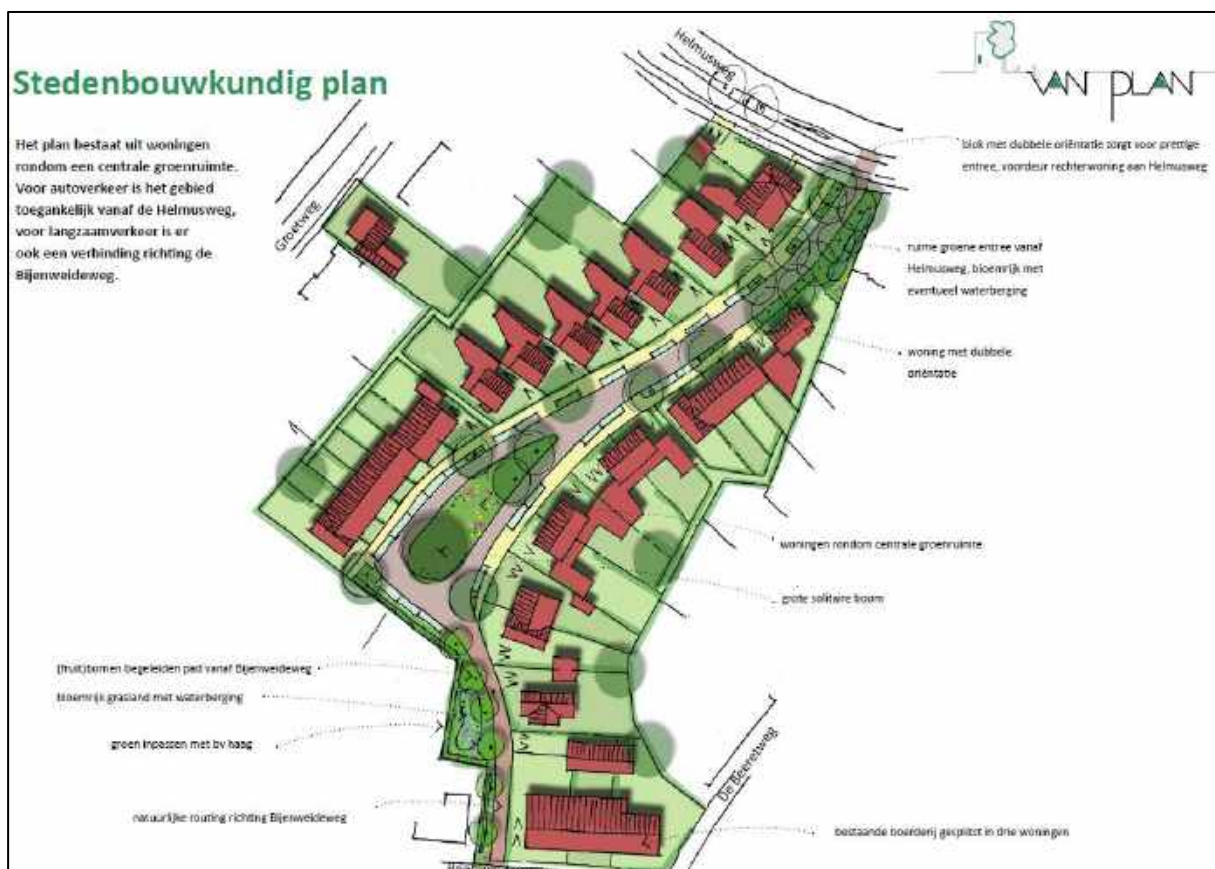 Stedenbouwkundig plan
Het plan bestaat uit woningen
rondom een centrale groenruimte.
Voor autoverkeer is het gebied
toegankelijk vanaf de Helmusweg,
voor langzaamverkeer is er
ook een verbinding richting de
Bijenweideweg.
Helmusweg
VAN PLAN
Groetweg
blok met dubbele oriëntatie zorgt voor prettige
entree, voordeur rechterwoning aan Helmusweg
ruime groene entree vanaf
Helmusweg, bloemrijk met
eventueel waterberging
woning met dubbele
oriëntatie
woningen rondom centrale groenruimte
grote solitaire boom
(fruit)bomen begeleiden pad vanaf Bijenweideweg
bloemrijk grasland met waterberging
groen inpassen met bv haag
De Beeretweg
natuurlijke routing richting Bijenweideweg
bestaande boerderij gesplitst in drie woningen